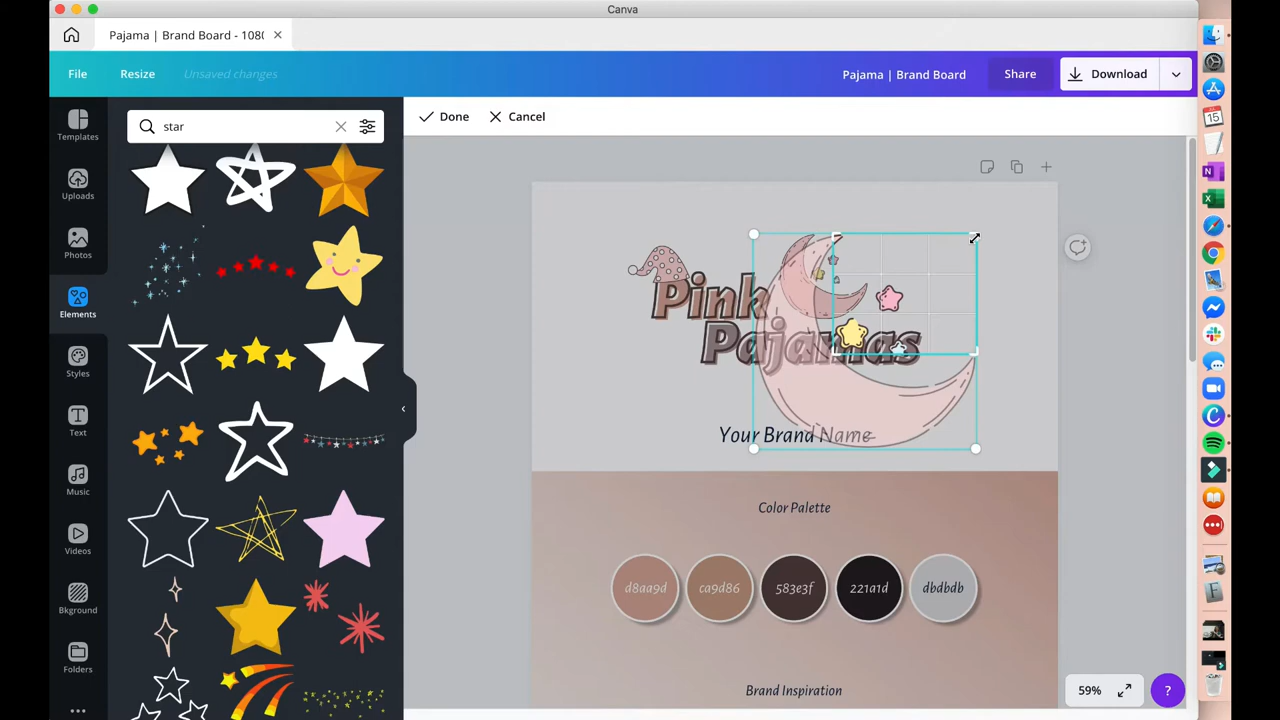 Canva
Pajama | Brand Board - 1080
File
Resize
Unsaved changes
Pajama | Brand Board
Share
Download
Templates
Uploads
Photos
Elements
Styles
Text
Music
Videos
Bkground
Folders
star
Done
Cancel
Pink
Pajamas
Your Brand Name
Color Palette
d8aa9d
ca9d86
583e3f
221a1d
dbdbdb
Brand Inspiration
59%
?
15